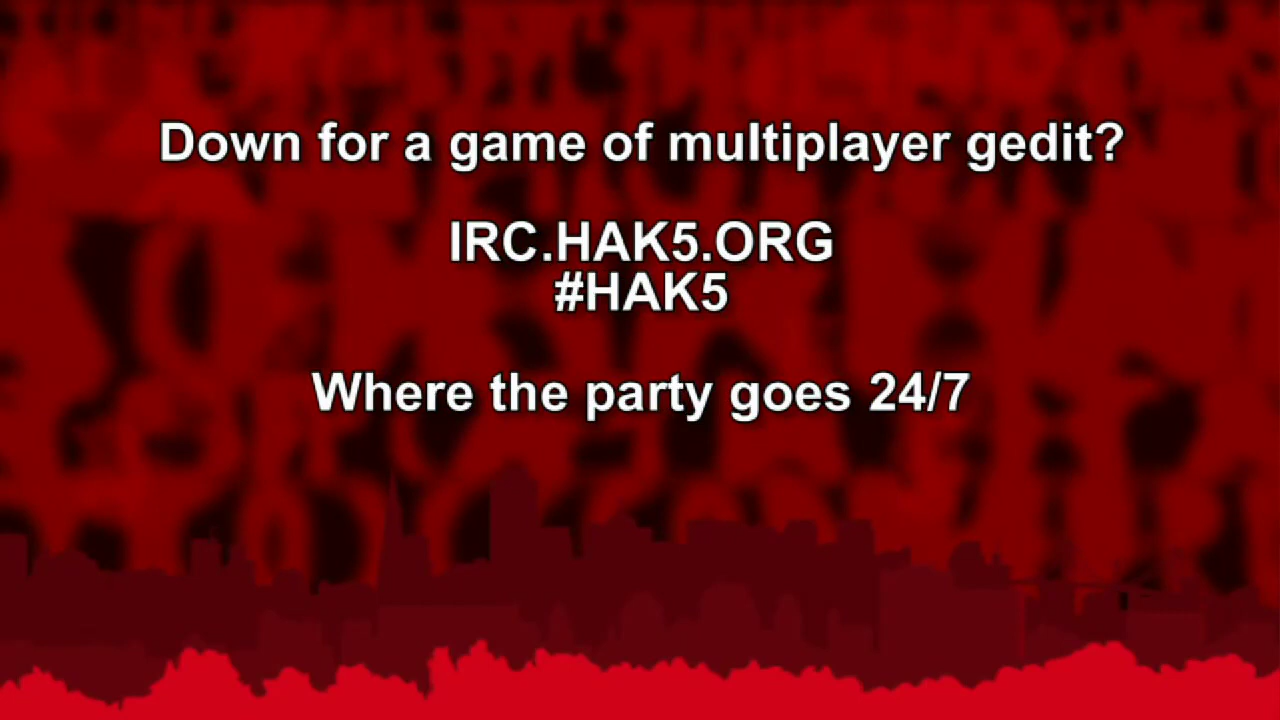 Down for a game of multiplayer gedit?
IRC.HAK5.ORG
#HAK5
Where the party goes 24/7